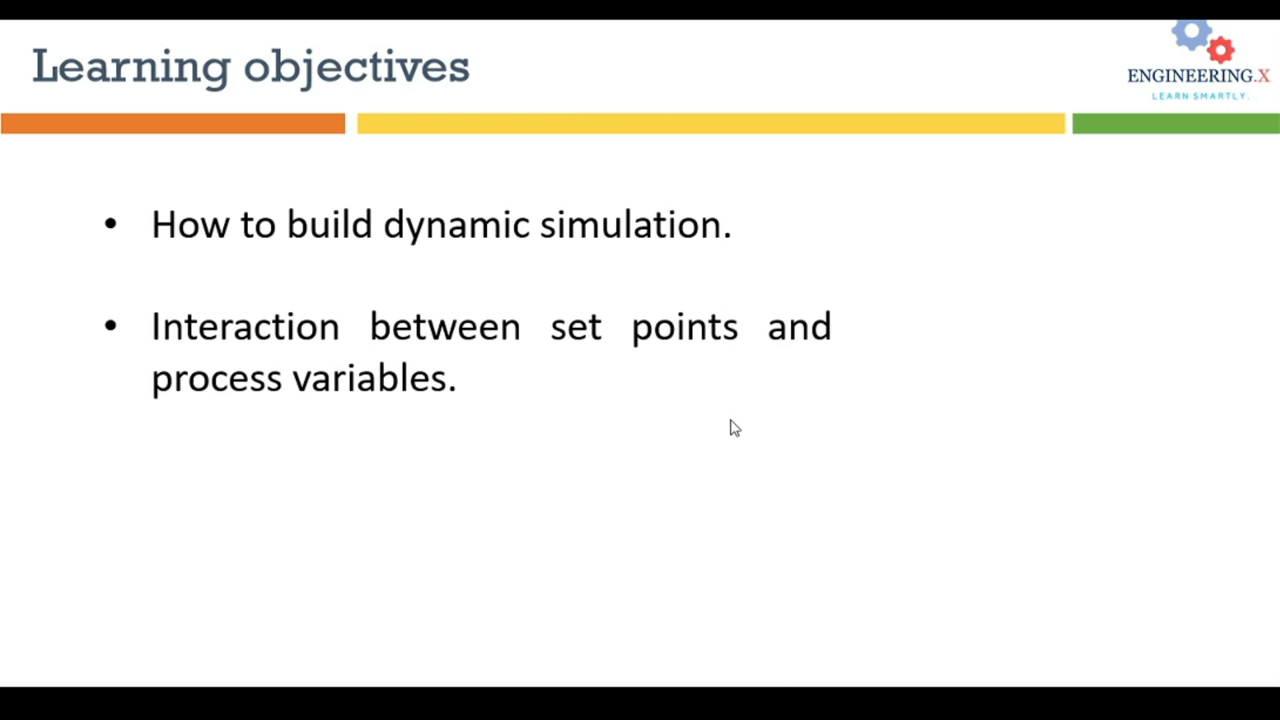 Learning objectives
ENGINEERING.X
LEARN SMARTLY.
• How to build dynamic simulation.
• Interaction between set points and
process variables.